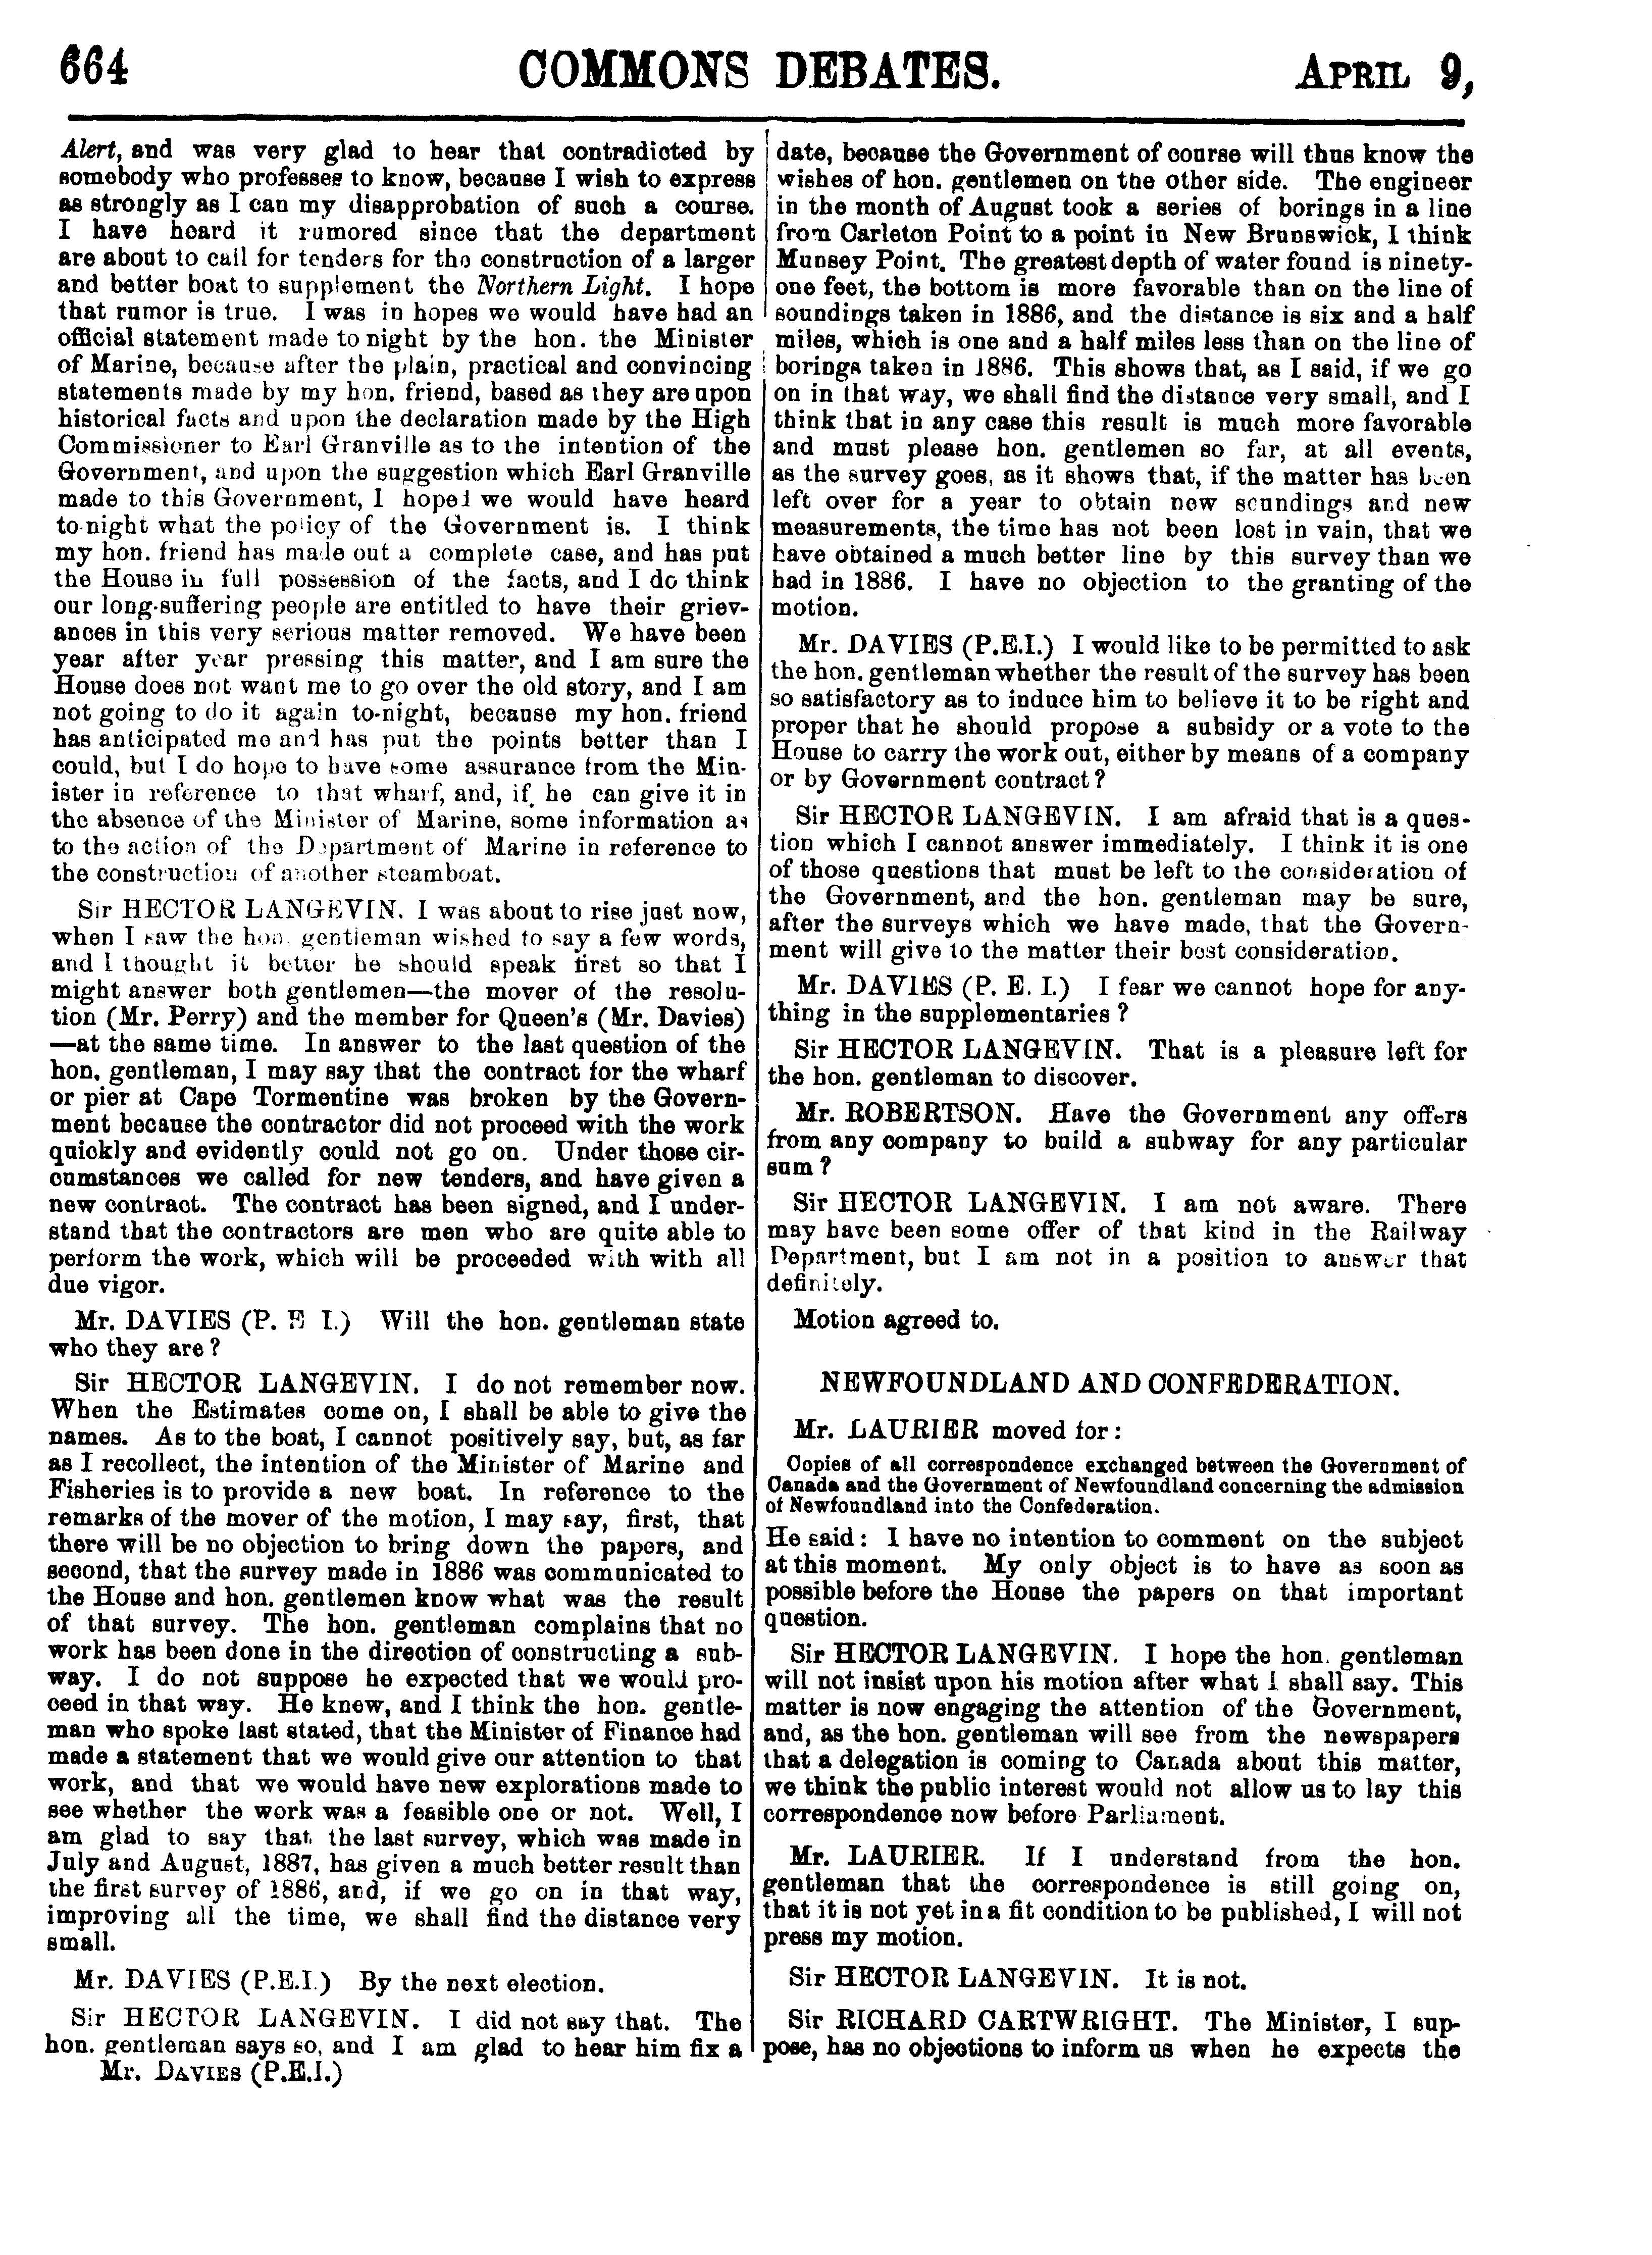 664 COMMONS DEBATES. APRIL 9,
Alert, and was very glad to hear that contradicted by
somebody who professes to know, because I wish to express
as strongly as I can my disapprobation of such a course.
I have heard it rumored since that the department
are about to call for tenders for the construction of a larger
and better boat to supplement the Northern Light. I hope
that rumor is true. I was in hopes we would have had an
official statement made to night by the hon. the Minister
of Marine, because after the plain, practical and convincing
statements made by my hon. friend, based as they are upon
historical facts and upon the declaration made by the High
Commissioner to Earl Granville as to the intention of the
Government, and upon the suggestion which Earl Granville
made to this Government, I hoped we would have heard
to-night what the policy of the Government is. I think
my hon. friend has made out a complete case, and has put
the House in full possession of the facts, and I do think
our long-suffering people are entitled to have their griev-
ances in this very serious matter removed. We have been
year after year pressing this matter, and I am sure the
House does not want me to go over the old story, and I am
not going to do it again to-night, because my hon. friend
has anticipated me and has put the points better than I
could, but I do hope to have some assurance from the Min-
ister in reference to that wharf, and, if he can give it in
the absence of the Minister of Marine, some information as
to the action of the Department of Marine in reference to
the construction of another steamboat.
Sir HECTOR LANGEVIN. I was about to rise just now,
when I saw the hon. gentleman wished to say a few words,
and I thought it better he should speak first so that I
might answer both gentlemen—the mover of the resolu-
tion (Mr. Perry) and the member for Queen's (Mr. Davies)
—at the same time. In answer to the last question of the
hon. gentleman, I may say that the contract for the wharf
or pier at Cape Tormentine was broken by the Govern-
ment because the contractor did not proceed with the work
quickly and evidently could not go on. Under those cir-
cumstances we called for new tenders, and have given a
new contract. The contract has been signed, and I under-
stand that the contractors are men who are quite able to
perform the work, which will be proceeded with with all
due vigor.
Mr. DAVIES (P. E I.) Will the hon. gentleman state
who they are?
Sir HECTOR LANGEVIN. I do not remember now.
When the Estimates come on, I shall be able to give the
names. As to the boat, I cannot positively say, but, as far
as I recollect, the intention of the Minister of Marine and
Fisheries is to provide a new boat. In reference to the
remarks of the mover of the motion, I may say, first, that
there will be no objection to bring down the papers, and
second, that the survey made in 1886 was communicated to
the House and hon. gentlemen know what was the result
of that survey. The hon. gentleman complains that no
work has been done in the direction of constructing a sub-
way. I do not suppose he expected that we would pro-
ceed in that way. He knew, and I think the hon. gentle-
man who spoke last stated, that the Minister of Finance had
made a statement that we would give our attention to that
work, and that we would have new explorations made to
see whether the work was a feasible one or not. Well, I
am glad to say that the last survey, which was made in
July and August, 1887, has given a much better result than
the first survey of 1886, and, if we go on in that way,
improving all the time, we shall find the distance very
small.
Mr. DAVIES (P.E.I.) By the next election.
Sir HECTOR LANGEVIN. I did not say that. The
hon. gentleman says so, and I am glad to hear him fix a
Mr. DAVIES (P.E.I.)
date, because the Government of course will thus know the
wishes of hon. gentlemen on the other side. The engineer
in the month of August took a series of borings in a line
from Carleton Point to a point in New Brunswick, I think
Munsey Point. The greatest depth of water found is ninety-
one feet, the bottom is more favorable than on the line of
soundings taken in 1886, and the distance is six and a half
miles, which is one and a half miles less than on the line of
borings taken in 1886. This shows that, as I said, if we go
on in that way, we shall find the distance very small, and I
think that in any case this result is much more favorable
and must please hon. gentlemen so far, at all events,
as the survey goes, as it shows that, if the matter has been
left over for a year to obtain new soundings and new
measurements, the time has not been lost in vain, that we
have obtained a much better line by this survey than we
had in 1886. I have no objection to the granting of the
motion.
Mr. DAVIES (P.E.I.) I would like to be permitted to ask
the hon. gentleman whether the result of the survey has been
so satisfactory as to induce him to believe it to be right and
proper that he should propose a subsidy or a vote to the
House to carry the work out, either by means of a company
or by Government contract?
Sir HECTOR LANGEVIN. I am afraid that is a ques-
tion which I cannot answer immediately. I think it is one
of those questions that must be left to the consideration of
the Government, and the hon. gentleman may be sure,
after the surveys which we have made, that the Govern-
ment will give to the matter their best consideration.
Mr. DAVIES (P. E. I.) I fear we cannot hope for any-
thing in the supplementaries?
Sir HECTOR LANGEVIN. That is a pleasure left for
the hon. gentleman to discover.
Mr. ROBERTSON. Have the Government any offers
from any company to build a subway for any particular
sum?
Sir HECTOR LANGEVIN. I am not aware. There
may have been some offer of that kind in the Railway
Department, but I am not in a position to answer that
definitely.
Motion agreed to.
NEWFOUNDLAND AND CONFEDERATION.
Mr. LAURIER moved for:
Copies of all correspondence exchanged between the Government of
Canada and the Government of Newfoundland concerning the admission
of Newfoundland into the Confederation.
He said: I have no intention to comment on the subject
at this moment. My only object is to have as soon as
possible before the House the papers on that important
question.
Sir HECTOR LANGEVIN. I hope the hon. gentleman
will not insist upon his motion after what I shall say. This
matter is now engaging the attention of the Government,
and, as the hon. gentleman will see from the newspapers
that a delegation is coming to Canada about this matter,
we think the public interest would not allow us to lay this
correspondence now before Parliament.
Mr. LAURIER. If I understand from the hon.
gentleman that the correspondence is still going on,
that it is not yet in a fit condition to be published, I will not
press my motion.
Sir HECTOR LANGEVIN. It is not.
Sir RICHARD CARTWRIGHT. The Minister, I sup-
pose, has no objections to inform us when he expects the